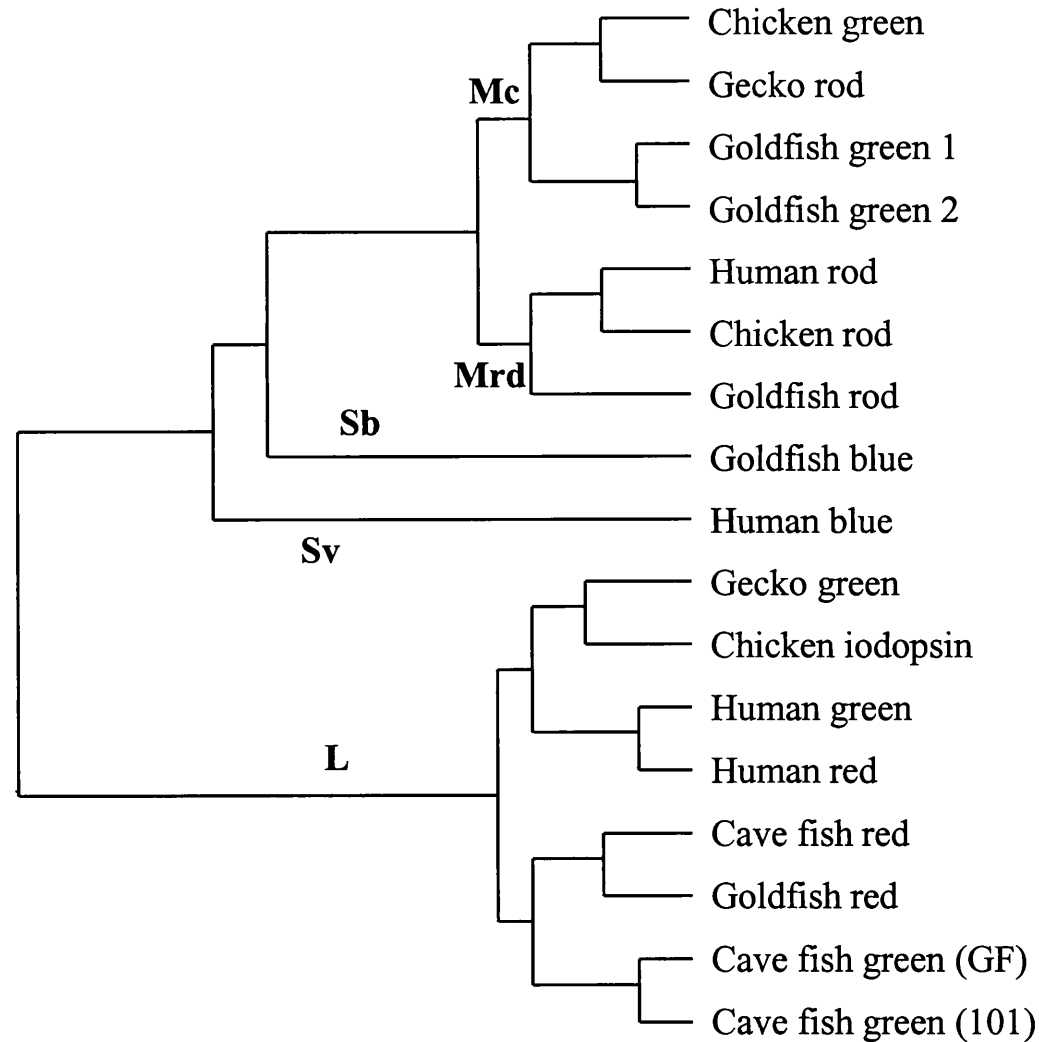 Chicken green
Gecko rod
Mc
Goldfish green 1
Goldfish green 2
Human rod
Chicken rod
Mrd
Goldfish rod
Sb
Goldfish blue
Human blue
Sv
Gecko green
Chicken iodopsin
Human green
L
Human red
Cave fish red
Goldfish red
Cave fish green (GF)
Cave fish green (101)